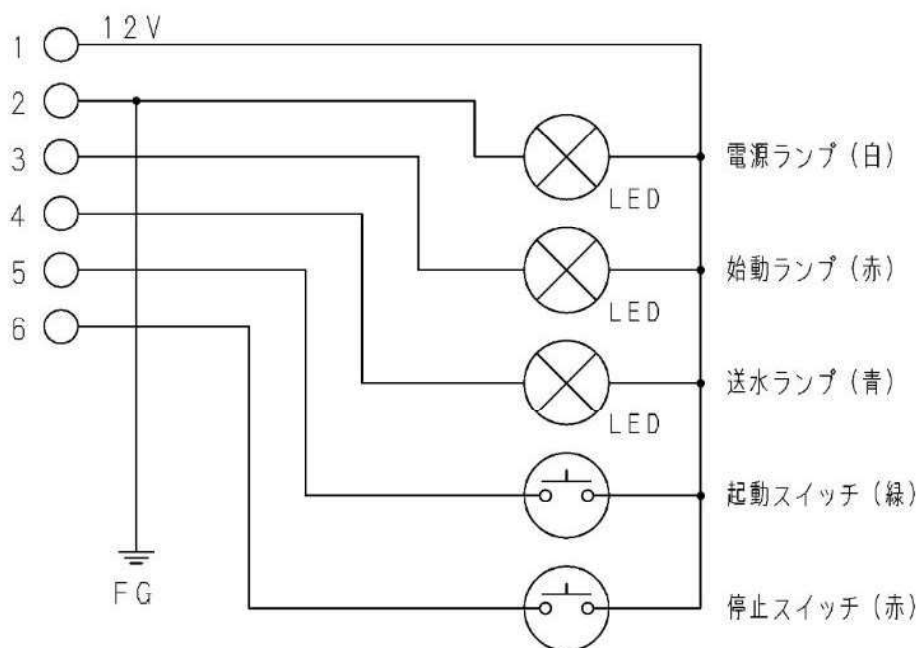 1 12V
2
3
4
5
6
電源ランプ(白)
LED
始動ランプ(赤)
LED
送水ランプ(青)
LED
起動スイッチ(緑)
FG
停止スイッチ(赤)